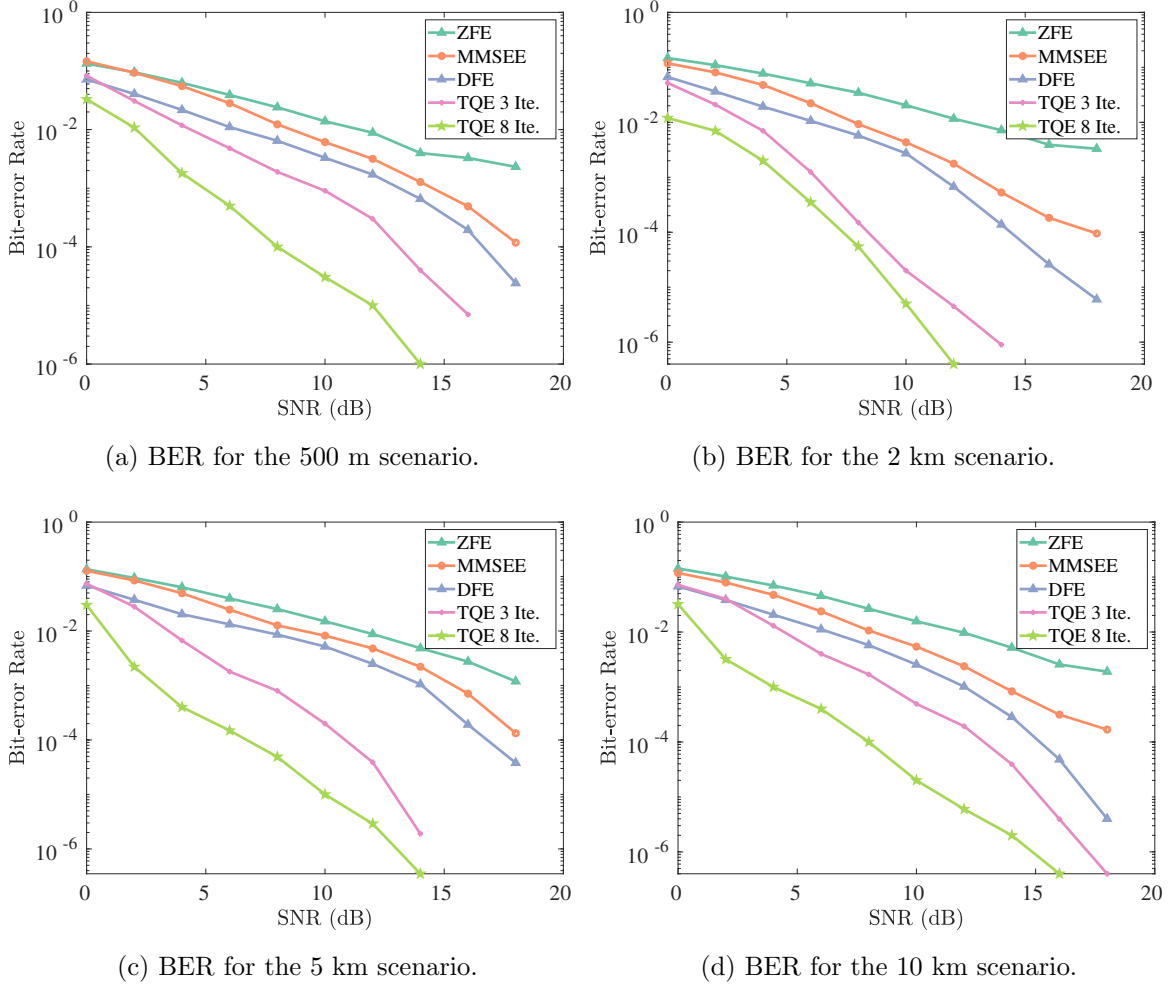 10^0
10^-2
10^-4
10^-6
Bit-error Rate
0 5 10 15 20
SNR (dB)
ZFE
MMSEE
DFE
TQE 3 Ite.
TQE 8 Ite.
(a) BER for the 500 m scenario.
10^0
10^-2
10^-4
10^-6
Bit-error Rate
0 5 10 15 20
SNR (dB)
ZFE
MMSEE
DFE
TQE 3 Ite.
TQE 8 Ite.
(b) BER for the 2 km scenario.
10^0
10^-2
10^-4
10^-6
Bit-error Rate
0 5 10 15 20
SNR (dB)
ZFE
MMSEE
DFE
TQE 3 Ite.
TQE 8 Ite.
(c) BER for the 5 km scenario.
10^0
10^-2
10^-4
10^-6
Bit-error Rate
0 5 10 15 20
SNR (dB)
ZFE
MMSEE
DFE
TQE 3 Ite.
TQE 8 Ite.
(d) BER for the 10 km scenario.